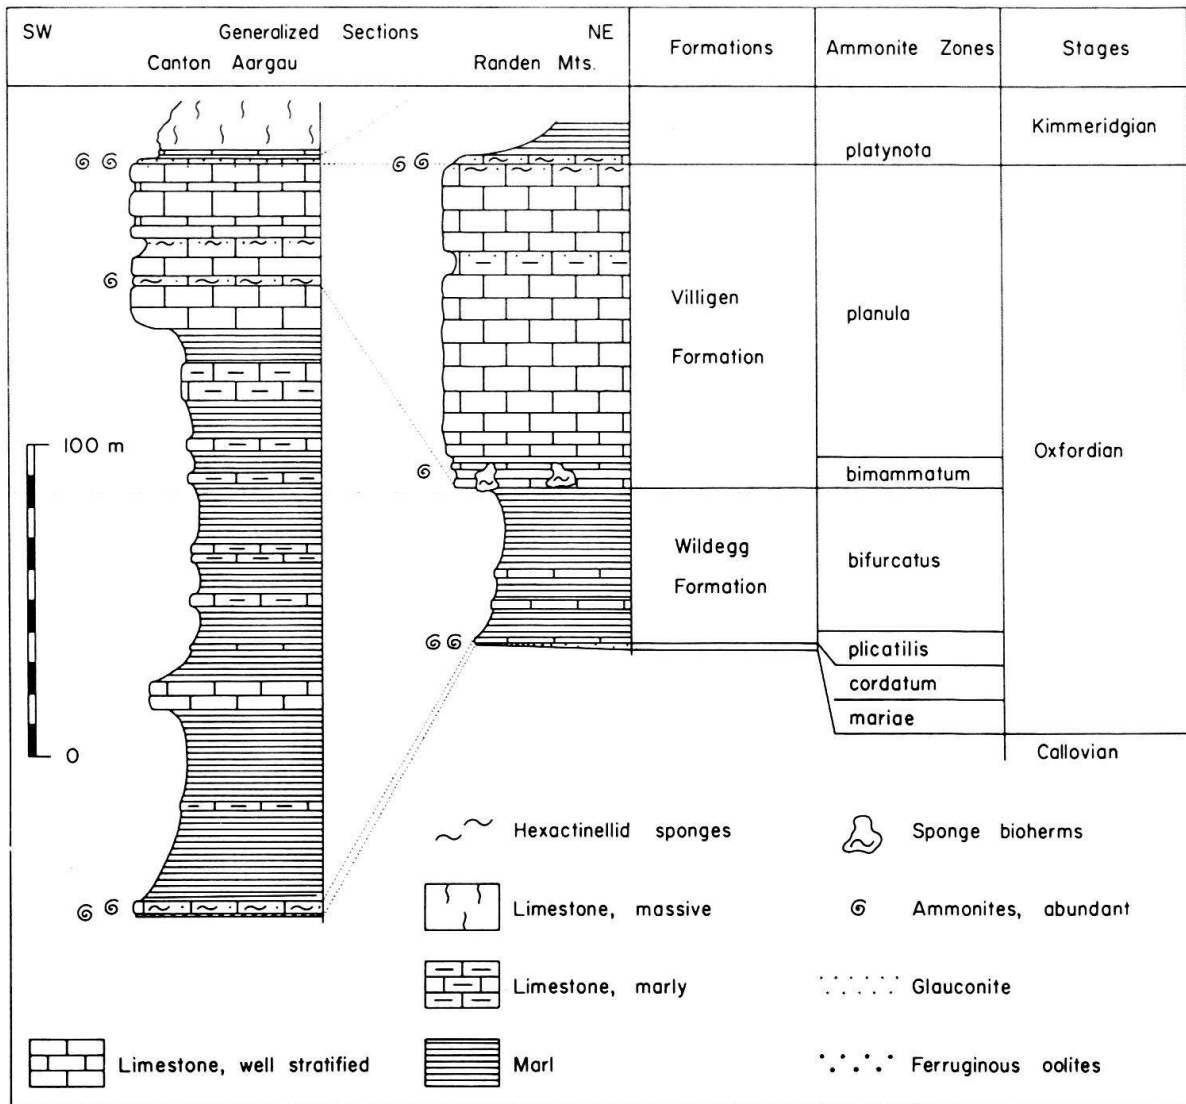 SW Generalized Sections NE
Canton Aargau Randen Mts.
Formations
Ammonite Zones
Stages
Kimmeridgian
platynota
Villigen
Formation
planula
Oxfordian
bimammatum
Wildegg
Formation
bifurcatus
plicatilis
cordatum
mariae
Callovian
100 m
0
Hexactinellid sponges
Sponge bioherms
Limestone, massive
Ammonites, abundant
Limestone, marly
Glauconite
Limestone, well stratified
Marl
Ferruginous oolites